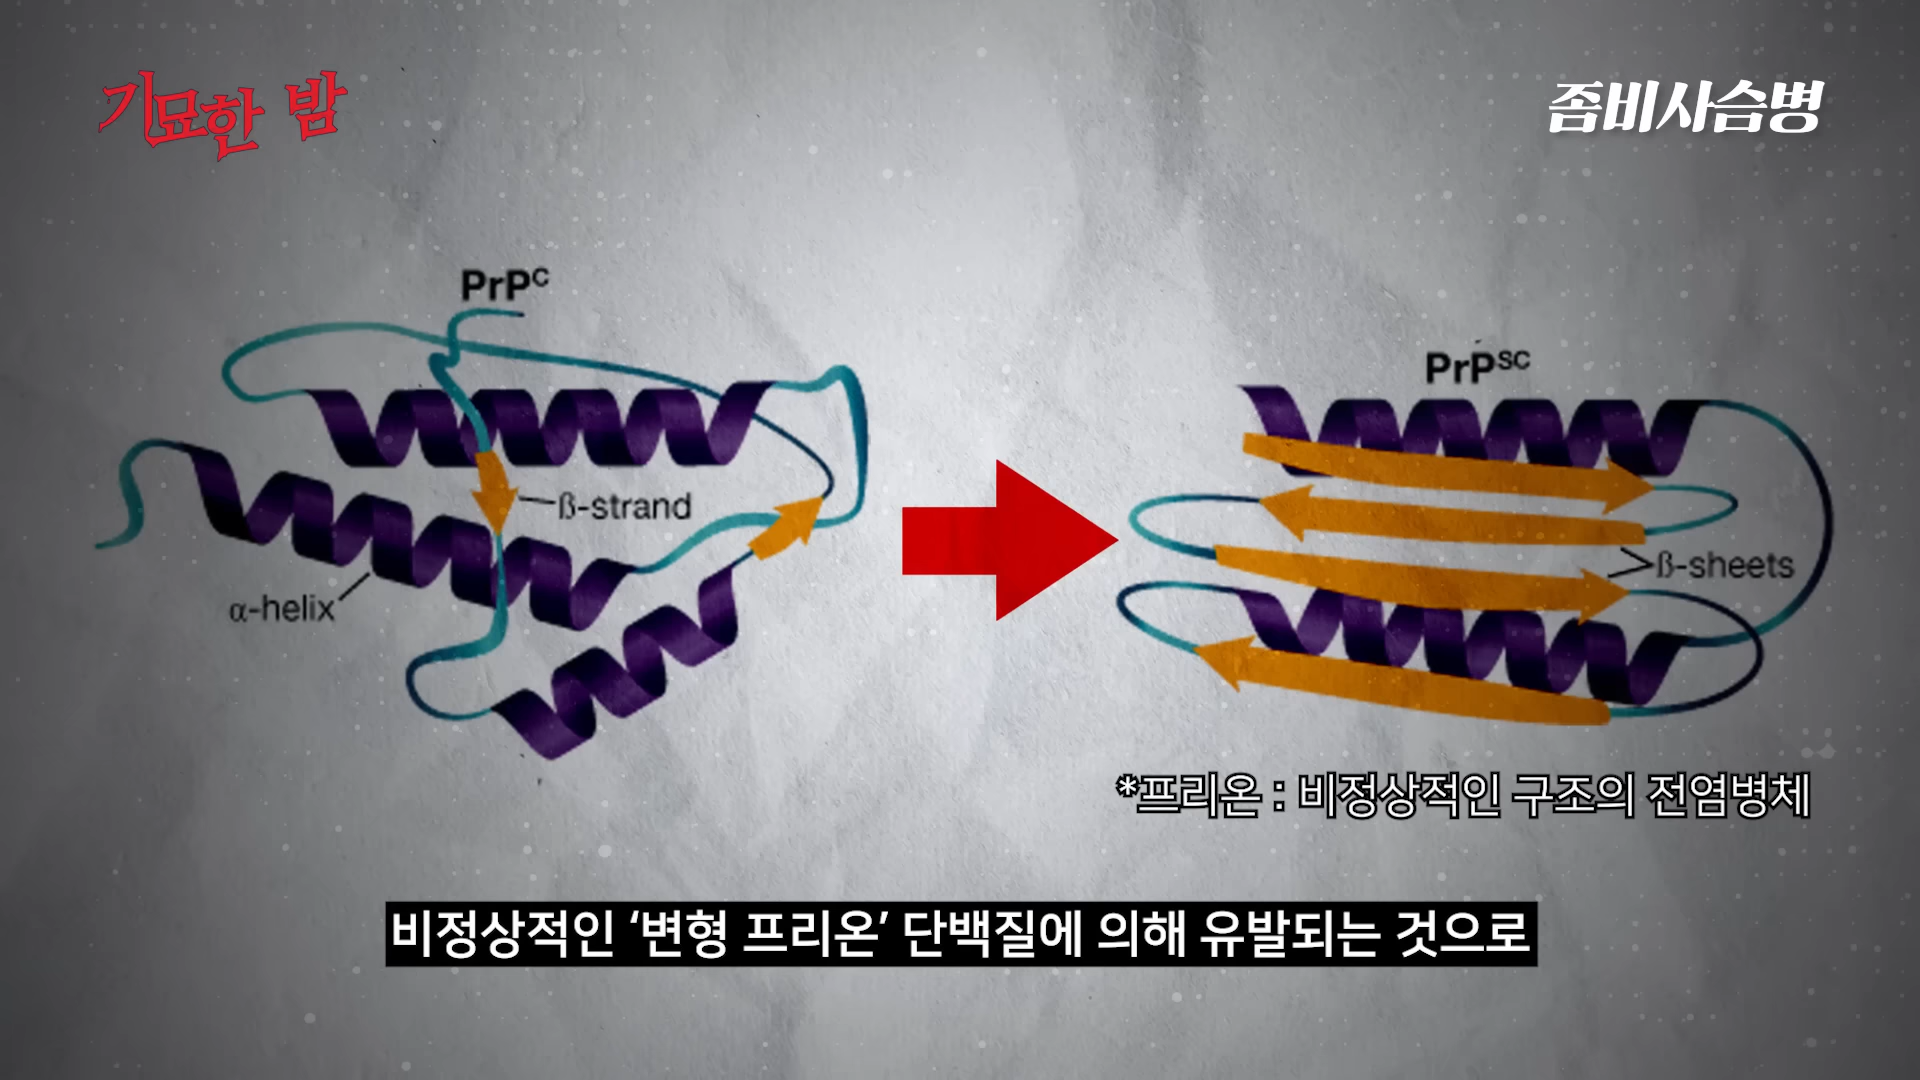 기묘한 밤
좀비사슴병
PrPC
PrPSC
ß-strand
α-helix
ß-sheets
*프리온 : 비정상적인 구조의 전염병체
비정상적인 ‘변형 프리온’ 단백질에 의해 유발되는 것으로